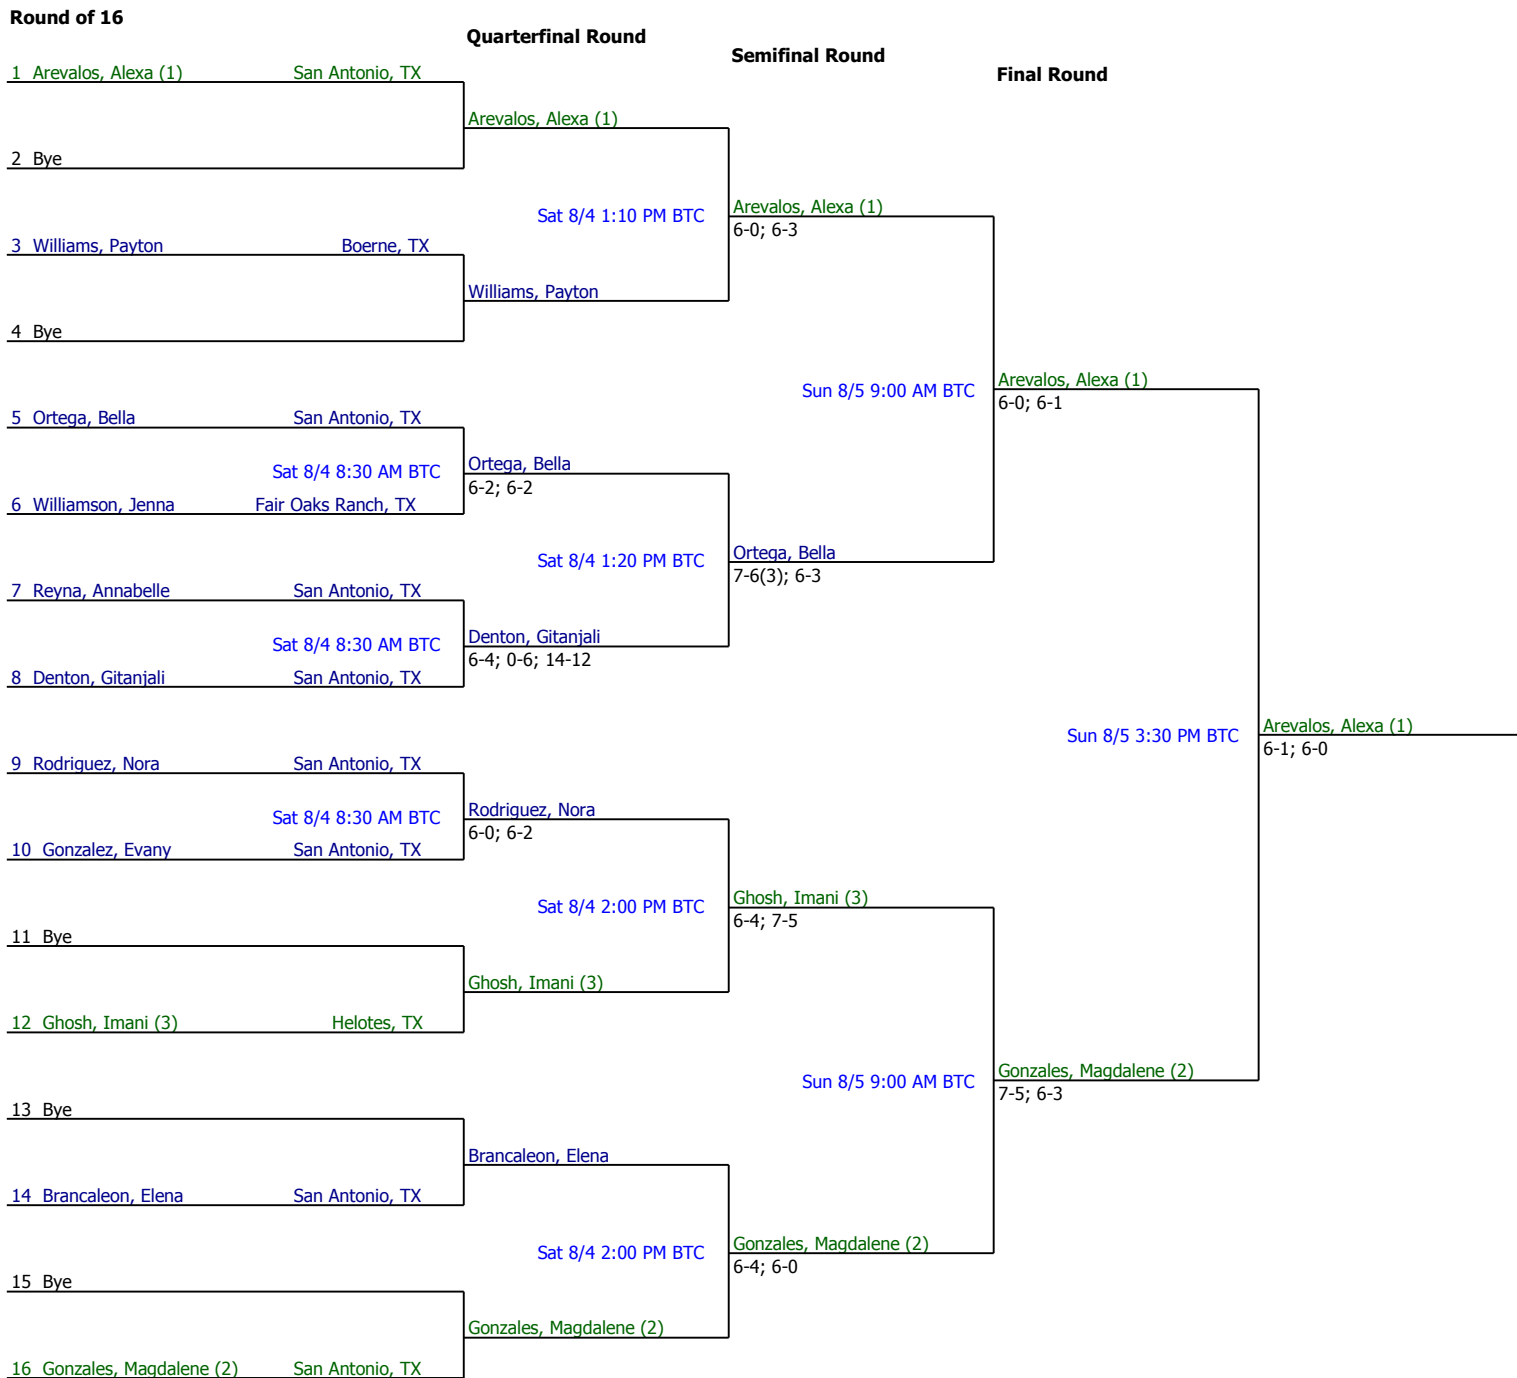 Round of 16
Quarterfinal Round
Semifinal Round
Final Round
1 Arevalos, Alexa (1) San Antonio, TX
Arevalos, Alexa (1)
2 Bye
Sat 8/4 1:10 PM BTC
Arevalos, Alexa (1)
6-0; 6-3
3 Williams, Payton Boerne, TX
Williams, Payton
4 Bye
Sun 8/5 9:00 AM BTC
Arevalos, Alexa (1)
6-0; 6-1
5 Ortega, Bella San Antonio, TX
Sat 8/4 8:30 AM BTC
Ortega, Bella
6-2; 6-2
6 Williamson, Jenna Fair Oaks Ranch, TX
Sat 8/4 1:20 PM BTC
Ortega, Bella
7-6(3); 6-3
7 Reyna, Annabelle San Antonio, TX
Sat 8/4 8:30 AM BTC
Denton, Gitanjali
6-4; 0-6; 14-12
8 Denton, Gitanjali San Antonio, TX
Sun 8/5 3:30 PM BTC
Arevalos, Alexa (1)
6-1; 6-0
9 Rodriguez, Nora San Antonio, TX
Sat 8/4 8:30 AM BTC
Rodriguez, Nora
6-0; 6-2
10 Gonzalez, Evany San Antonio, TX
Sat 8/4 2:00 PM BTC
Ghosh, Imani (3)
6-4; 7-5
11 Bye
Ghosh, Imani (3)
12 Ghosh, Imani (3) Helotes, TX
Sun 8/5 9:00 AM BTC
Gonzales, Magdalene (2)
7-5; 6-3
13 Bye
Brancaleon, Elena
14 Brancaleon, Elena San Antonio, TX
Sat 8/4 2:00 PM BTC
Gonzales, Magdalene (2)
6-4; 6-0
15 Bye
Gonzales, Magdalene (2)
16 Gonzales, Magdalene (2) San Antonio, TX